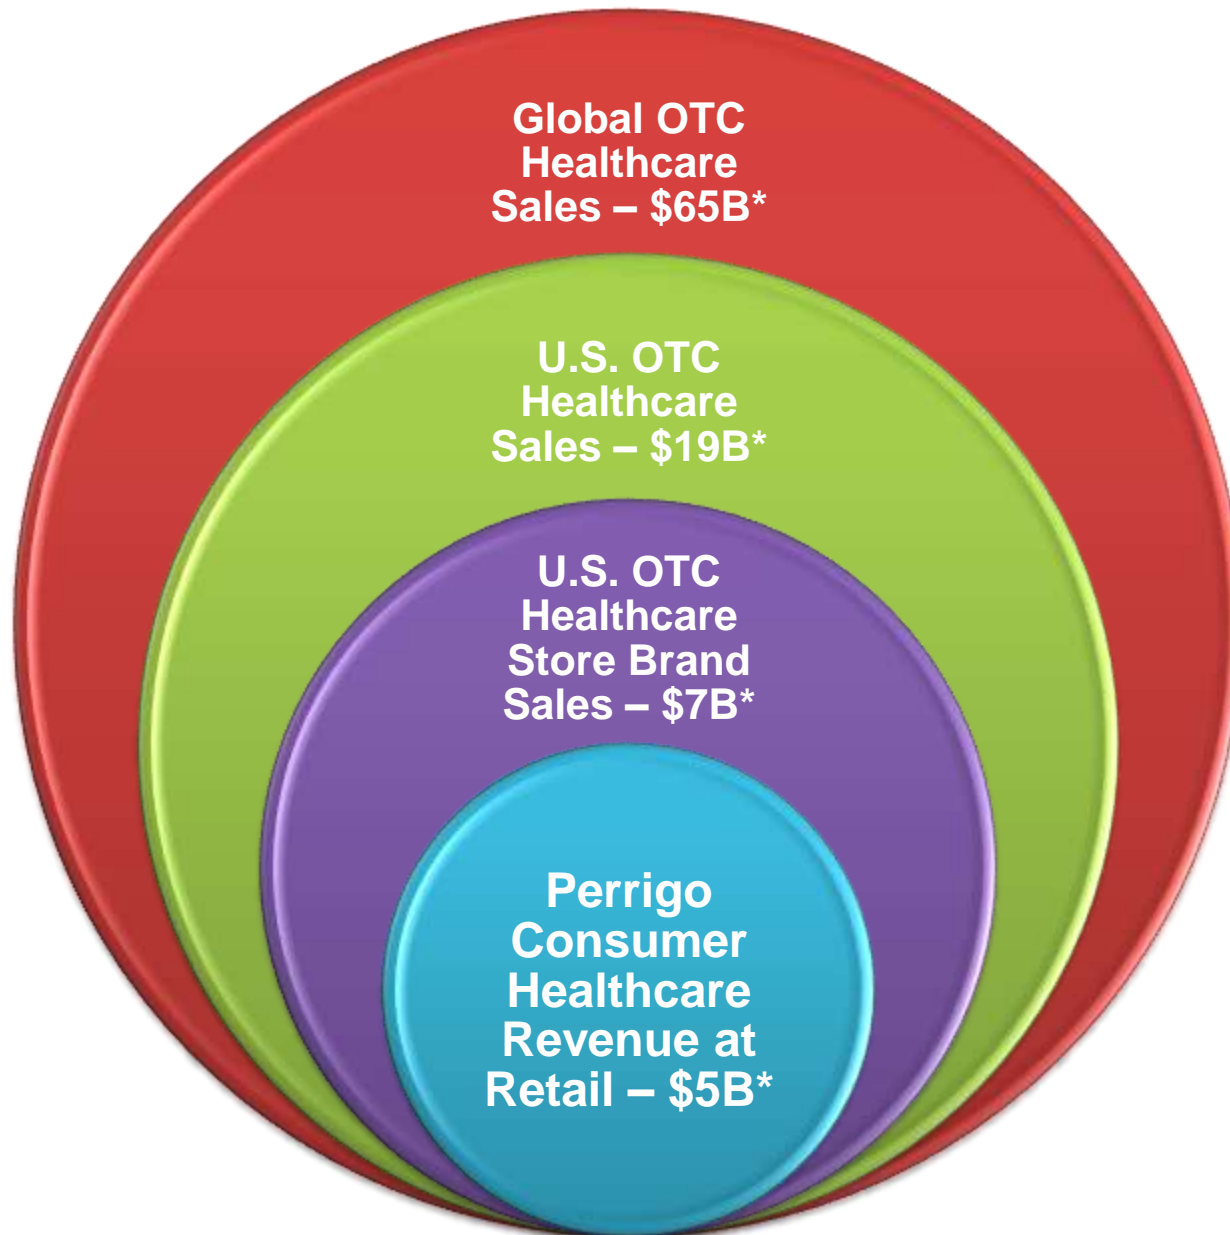 Global OTC
Healthcare
Sales – $65B*
U.S. OTC
Healthcare
Sales – $19B*
U.S. OTC
Healthcare
Store Brand
Sales – $7B*
Perrigo
Consumer
Healthcare
Revenue at
Retail – $5B*